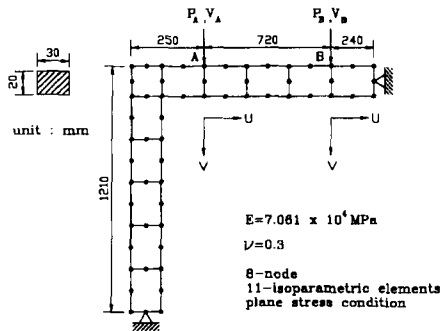 P_A , V_A
P_B , V_B
250
720
240
30
20
A
B
unit : mm
U
U
V
V
1210
E=7.061 x 10^4 MPa
ν=0.3
8-node
11-isoparametric elements
plane stress condition